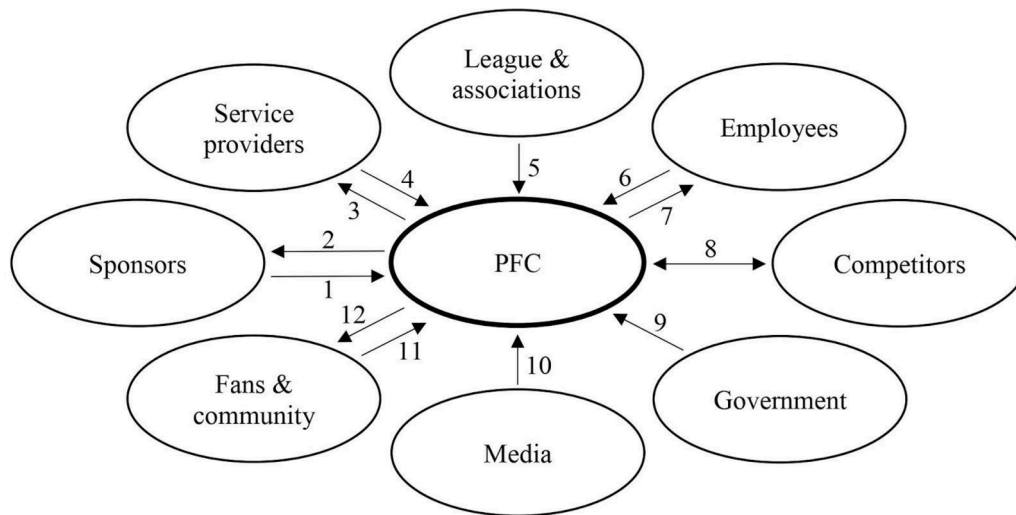 League &
associations
Service
providers
Employees
4
5
6
3
7
Sponsors
2
1
PFC
8
Competitors
12
11
9
10
Fans &
community
Government
Media